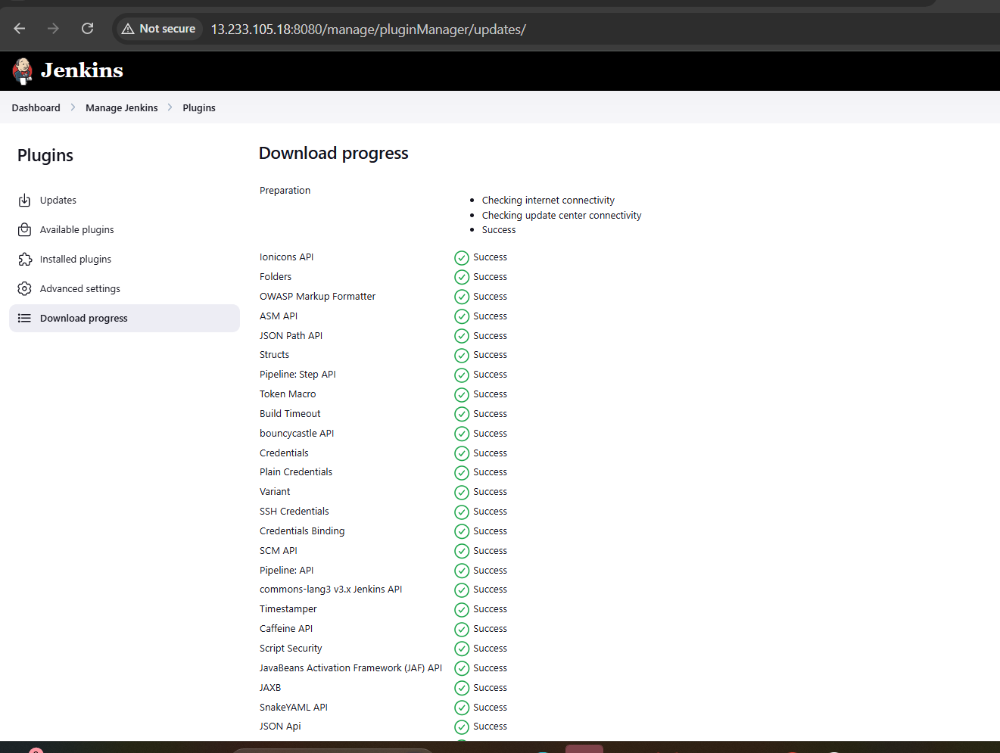 Not secure 13.233.105.18:8080/manage/pluginManager/updates/
Jenkins
Dashboard > Manage Jenkins > Plugins
Plugins
Updates
Available plugins
Installed plugins
Advanced settings
Download progress
Download progress
Preparation
• Checking internet connectivity
• Checking update center connectivity
• Success
Ionicons API Success
Folders Success
OWASP Markup Formatter Success
ASM API Success
JSON Path API Success
Structs Success
Pipeline: Step API Success
Token Macro Success
Build Timeout Success
bouncycastle API Success
Credentials Success
Plain Credentials Success
Variant Success
SSH Credentials Success
Credentials Binding Success
SCM API Success
Pipeline: API Success
commons-lang3 v3.x Jenkins API Success
Timestamper Success
Caffeine API Success
Script Security Success
JavaBeans Activation Framework (JAF) API Success
JAXB Success
SnakeYAML API Success
JSON Api Success